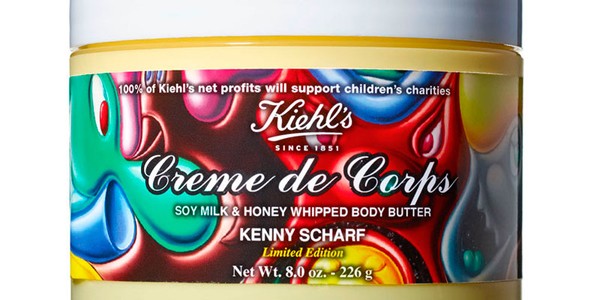 100% of Kiehl's net profits will support children's charities
Kiehl's
SINCE 1851
Creme de Corps
SOY MILK & HONEY WHIPPED BODY BUTTER
KENNY SCHARF
Limited Edition
Net Wt. 8.0 oz. - 226 g